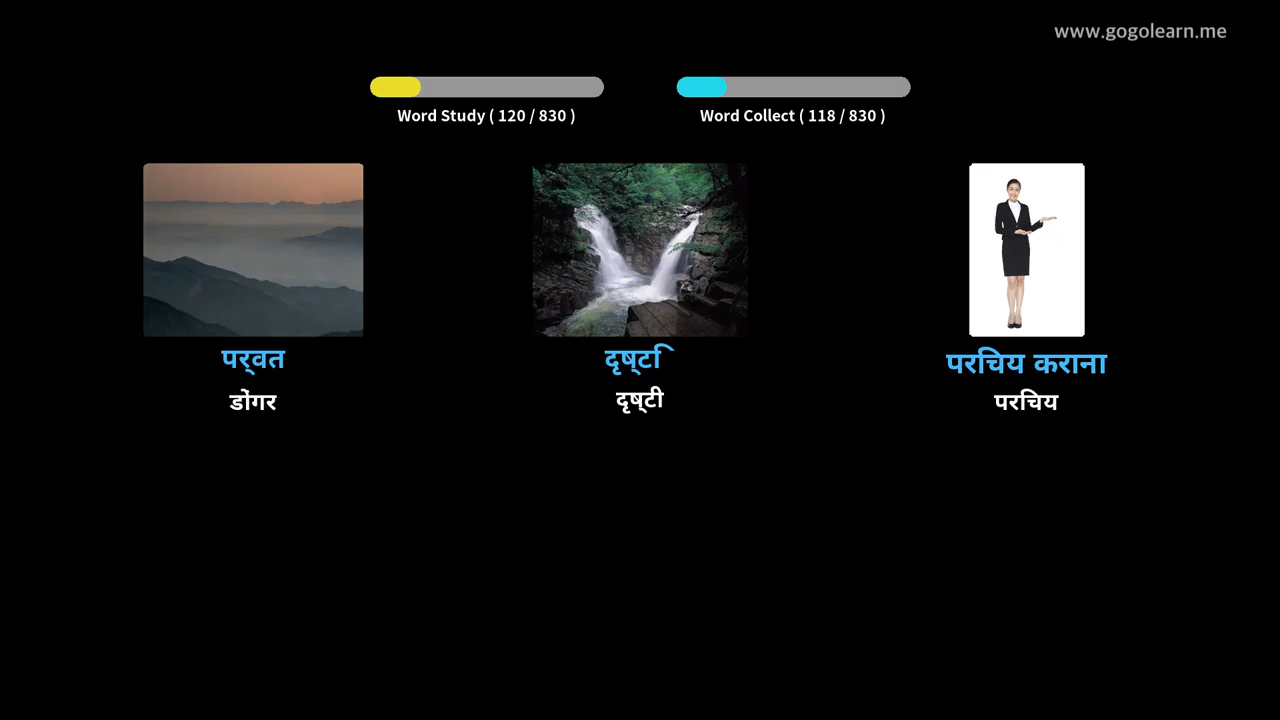 www.gogolearn.me
Word Study ( 120 / 830 )
Word Collect ( 118 / 830 )
पर्वत
दृष्टि
परिचय कराना
डोंगर
दृष्टी
परिचय